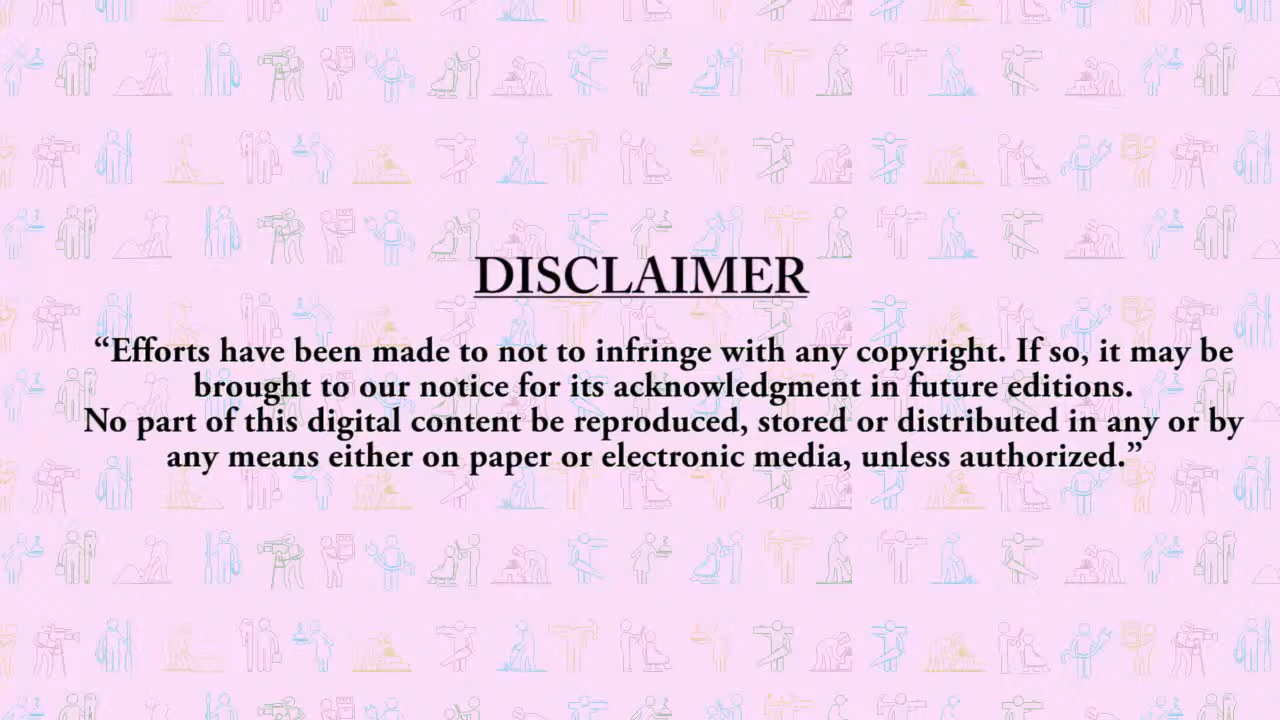 DISCLAIMER
“Efforts have been made to not to infringe with any copyright. If so, it may be
brought to our notice for its acknowledgment in future editions.
No part of this digital content be reproduced, stored or distributed in any or by
any means either on paper or electronic media, unless authorized.”